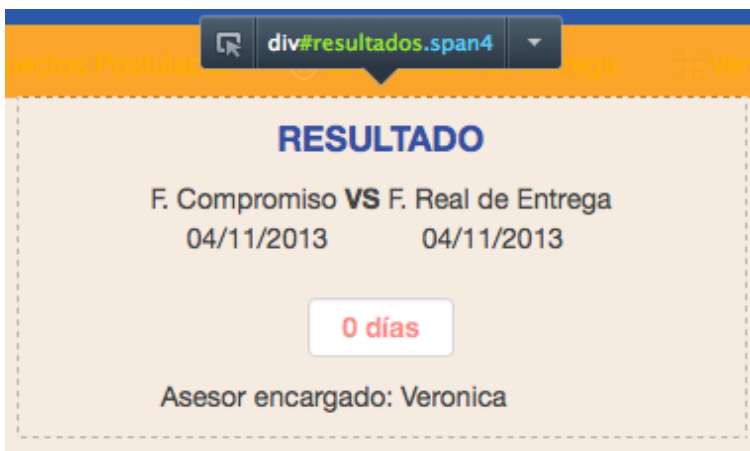 div#resultados.span4
RESULTADO
F. Compromiso VS F. Real de Entrega
04/11/2013 04/11/2013
0 días
Asesor encargado: Veronica